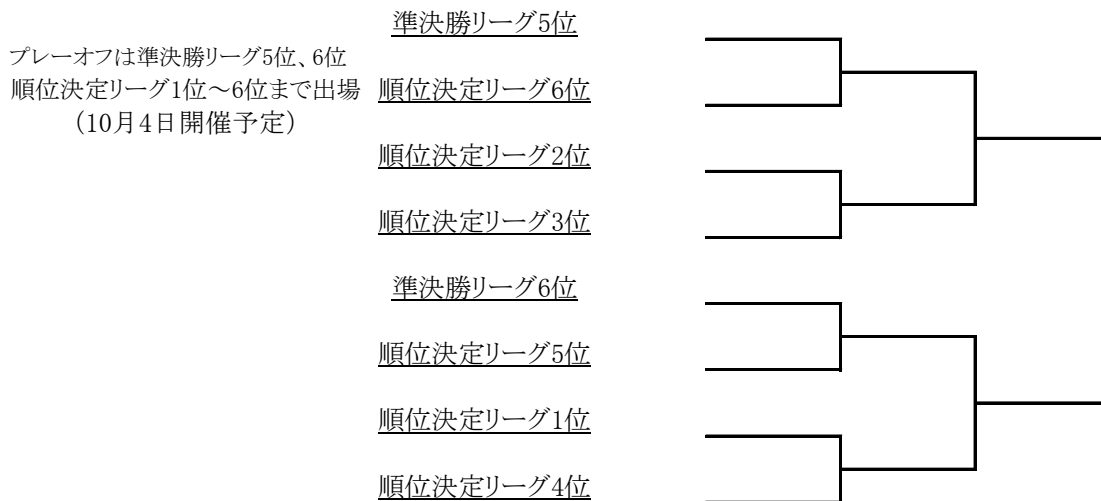 準決勝リーグ5位
プレーオフは準決勝リーグ5位、6位
順位決定リーグ1位～6位まで出場
（10月4日開催予定）
順位決定リーグ6位
順位決定リーグ2位
順位決定リーグ3位
準決勝リーグ6位
順位決定リーグ5位
順位決定リーグ1位
順位決定リーグ4位